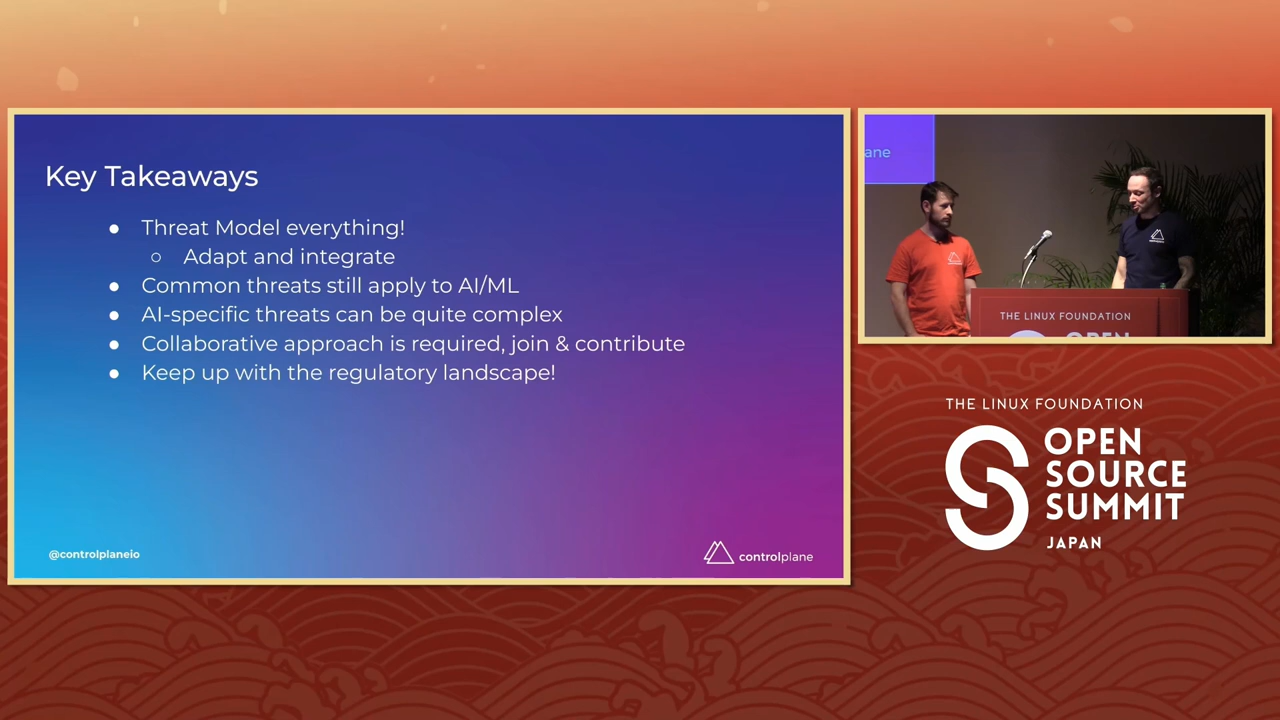 Key Takeaways
● Threat Model everything!
○ Adapt and integrate
● Common threats still apply to AI/ML
● AI-specific threats can be quite complex
● Collaborative approach is required, join & contribute
● Keep up with the regulatory landscape!
@controlplaneio
controlplane
ane
THE LINUX FOUNDATION
OPEN
THE LINUX FOUNDATION
OPEN
SOURCE
SUMMIT
JAPAN